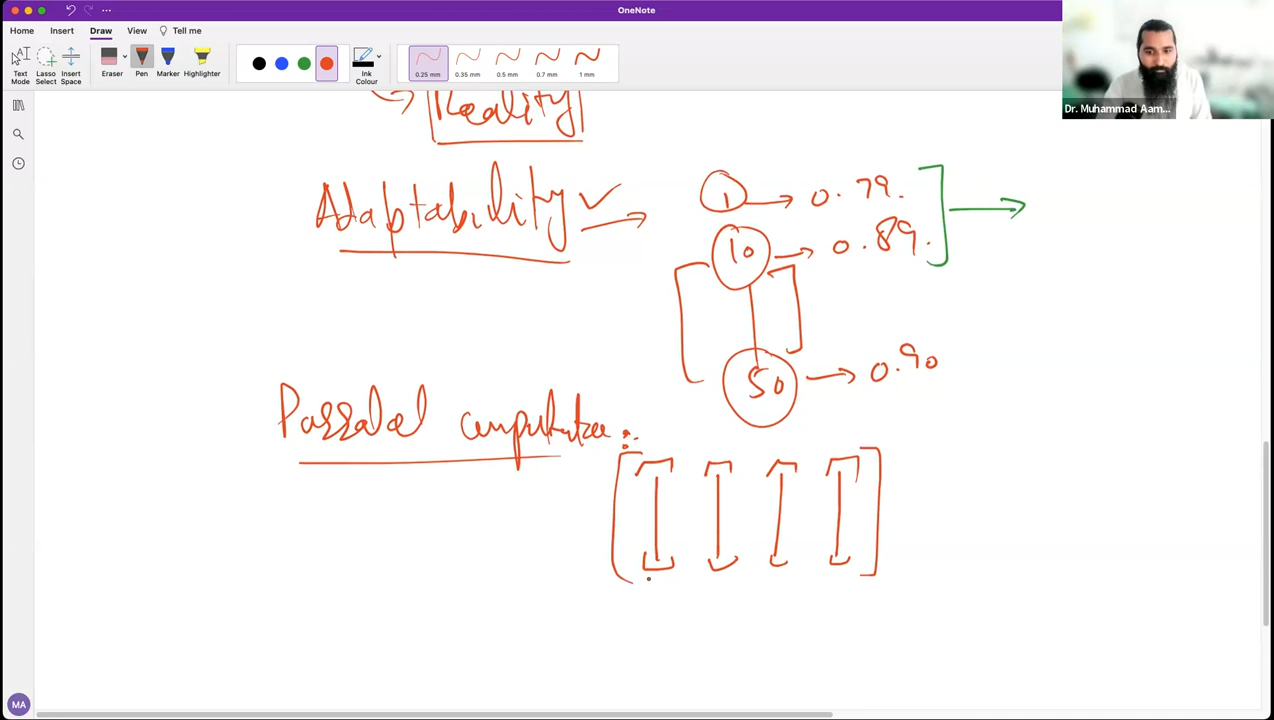 OneNote
Home Insert Draw View Tell me
Text Mode
Lasso Select
Insert Space
Eraser
Pen
Marker
Highlighter
Ink Colour
0.25 mm
0.35 mm
0.5 mm
0.7 mm
1 mm
Dr. Muhammad Aam...
Reality
Adaptability ✓ → 1 → 0.79.
10 → 0.89.
50 → 0.90
MA